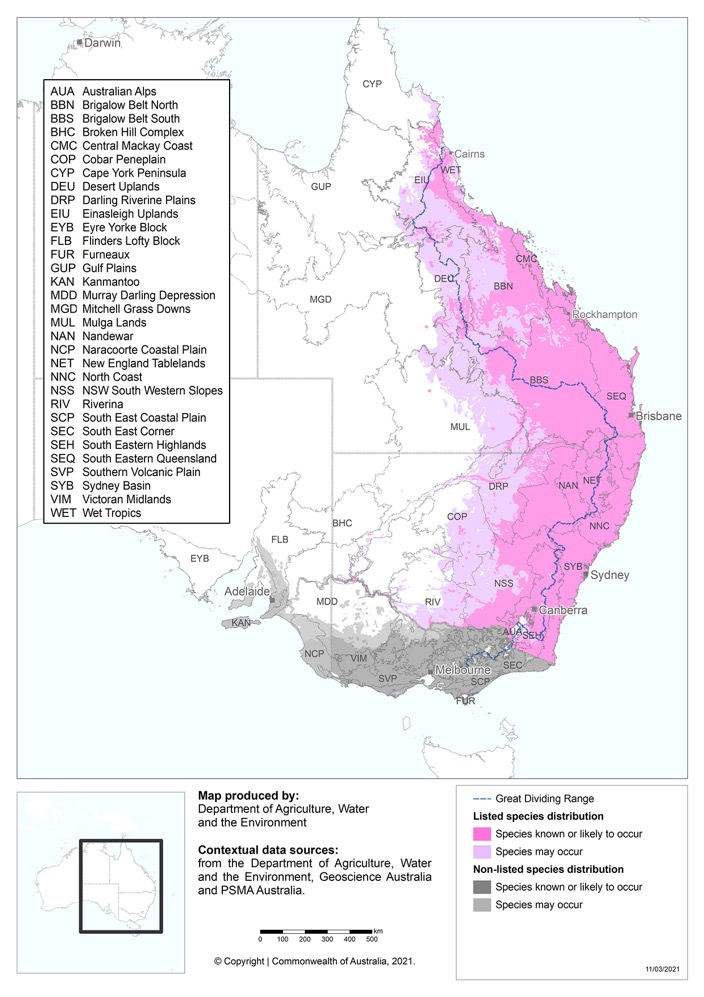 Darwin
AUA Australian Alps
BBN Brigalow Belt North
BBS Brigalow Belt South
BHC Broken Hill Complex
CMC Central Mackay Coast
COP Cobar Peneplain
CYP Cape York Peninsula
DEU Desert Uplands
DRP Darling Riverine Plains
EIU Einasleigh Uplands
EYB Eyre Yorke Block
FLB Flinders Lofty Block
FUR Furneaux
GUP Gulf Plains
KAN Kanmantoo
MDD Murray Darling Depression
MGD Mitchell Grass Downs
MUL Mulga Lands
NAN Nandewar
NCP Naracoorte Coastal Plain
NET New England Tablelands
NNC North Coast
NSS NSW South Western Slopes
RIV Riverina
SCP South East Coastal Plain
SEC South East Corner
SEH South Eastern Highlands
SEQ South Eastern Queensland
SVP Southern Volcanic Plain
SYB Sydney Basin
VIM Victoran Midlands
WET Wet Tropics
CYP
Cairns
WET
EIU
GUP
CMC
DEU
BBN
MGD
Rockhampton
BBS
SEQ
Brisbane
MUL
DRP
NAN
NET
COP
BHC
NNC
FLB
EYB
SYB
Sydney
NSS
Adelaide
MDD
RIV
Canberra
KAN
AUA
SEH
NCP
VIM
SEC
Melbourne
SVP
SCP
FUR
Map produced by:
Department of Agriculture, Water
and the Environment
Contextual data sources:
from the Department of Agriculture, Water
and the Environment, Geoscience Australia
and PSMA Australia.
km
0 100 200 300 400 500
© Copyright | Commonwealth of Australia, 2021.
Great Dividing Range
Listed species distribution
Species known or likely to occur
Species may occur
Non-listed species distribution
Species known or likely to occur
Species may occur
11/03/2021